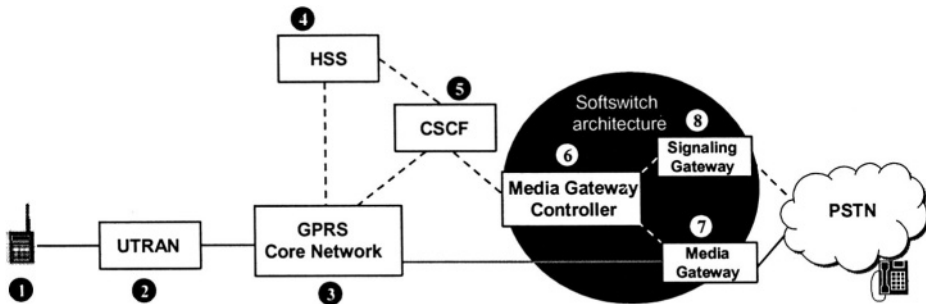 4
HSS
5
CSCF
Softswitch
architecture
8
Signaling
Gateway
6
Media Gateway
Controller
PSTN
GPRS
Core Network
UTRAN
7
Media
Gateway
1
2
3